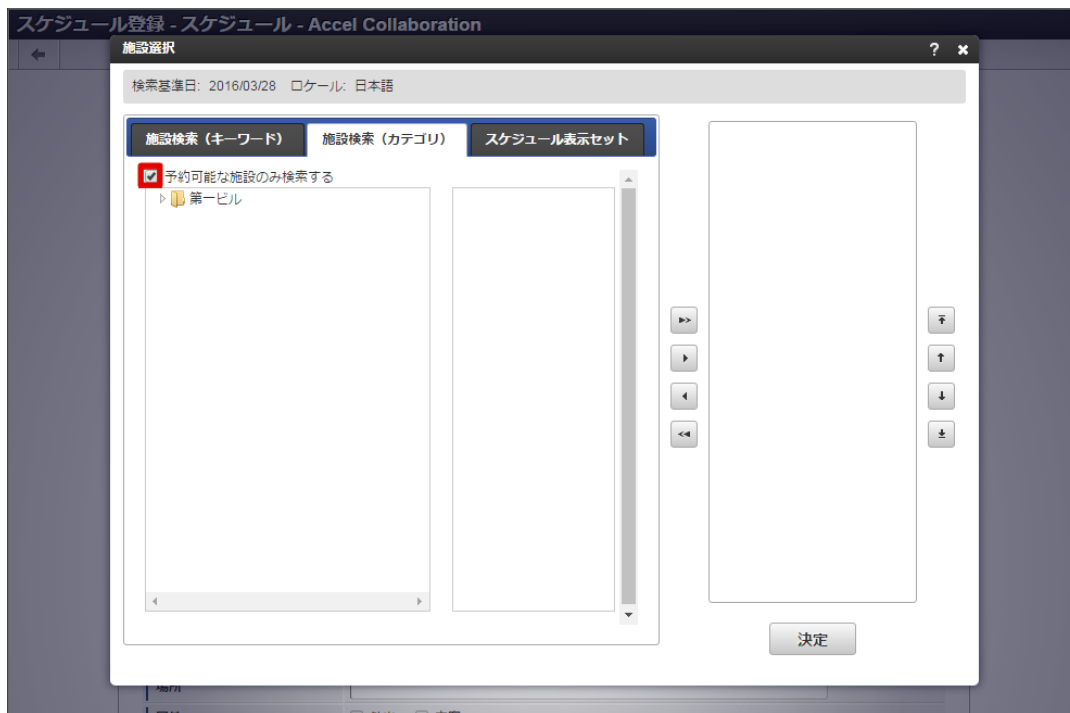 スケジュール登録 - スケジュール - Accel Collaboration
施設選択
検索基準日: 2016/03/28 ロケール: 日本語
施設検索（キーワード） 施設検索（カテゴリ） スケジュール表示セット
予約可能な施設のみ検索する
第一ビル
決定
場所